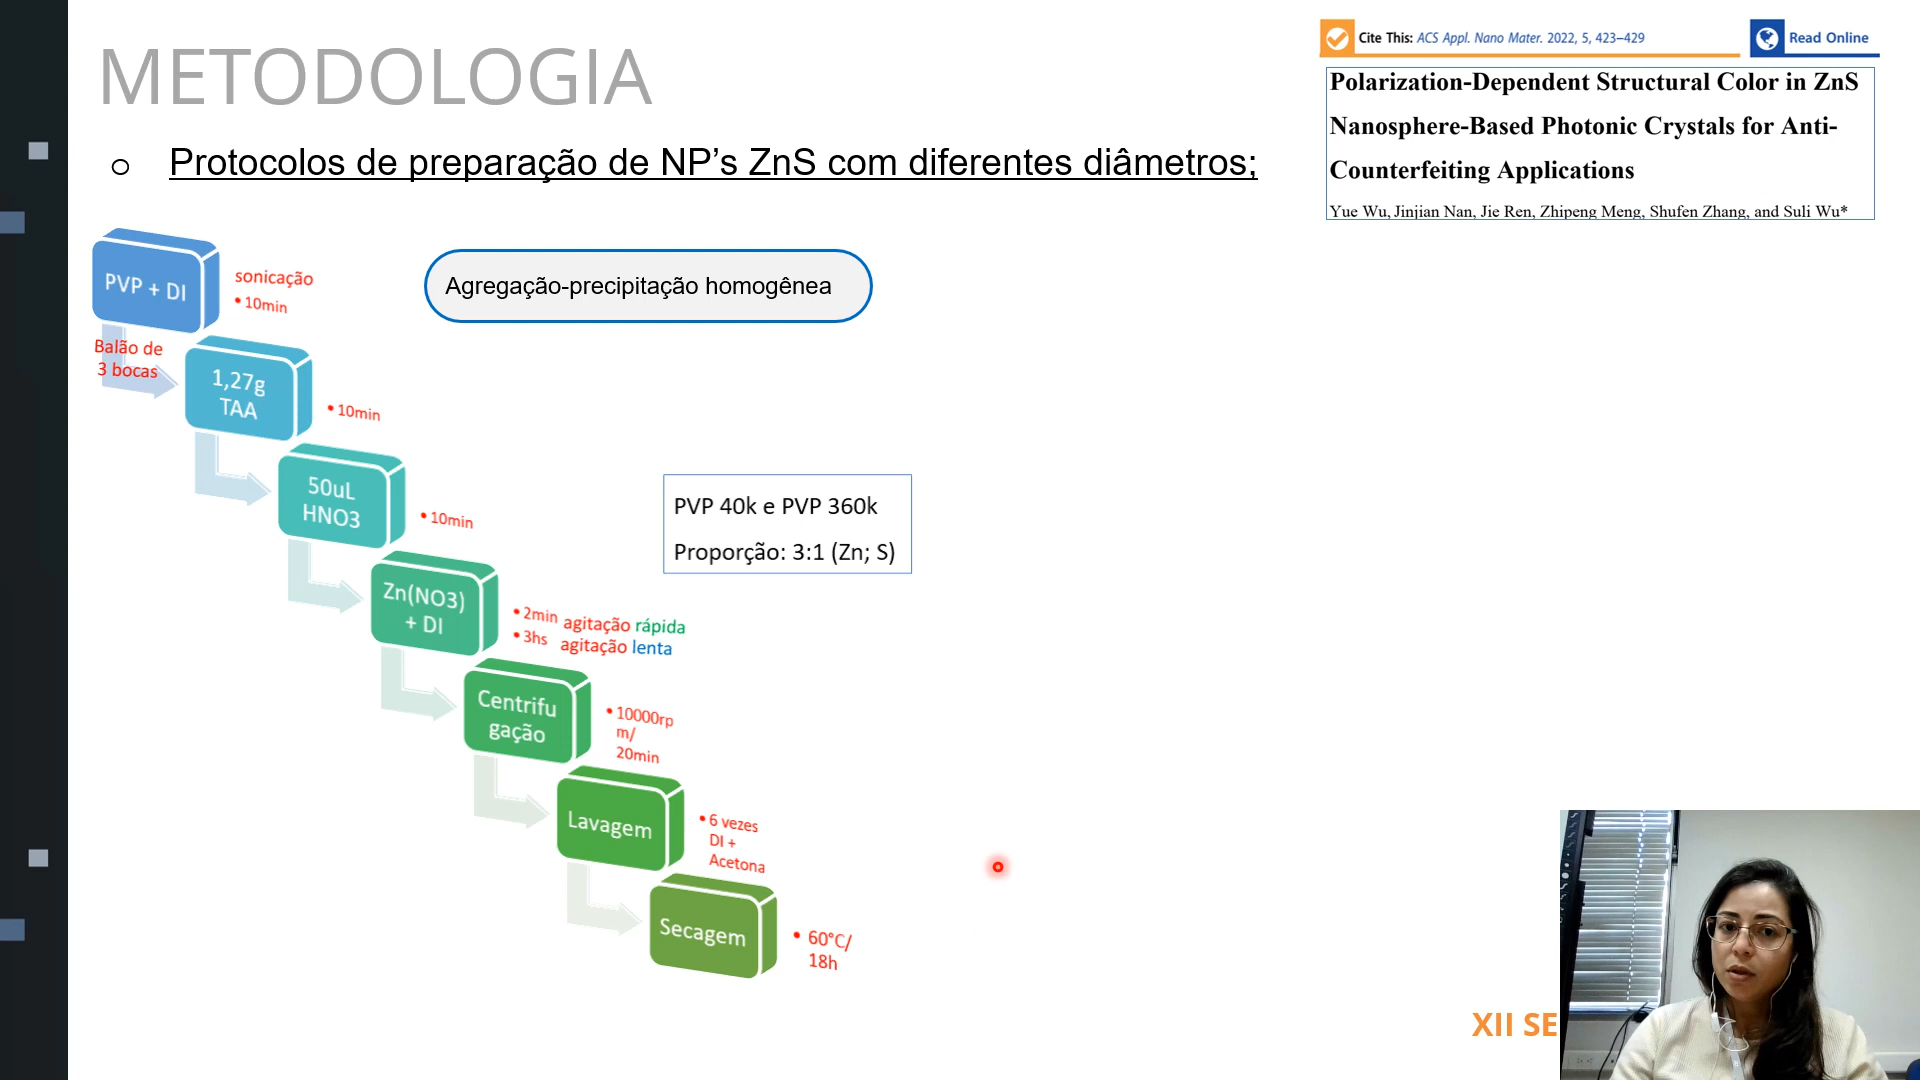 METODOLOGIA
Cite This: ACS Appl. Nano Mater. 2022, 5, 423–429
Read Online
Polarization-Dependent Structural Color in ZnS
Nanosphere-Based Photonic Crystals for Anti-
Counterfeiting Applications
Yue Wu, Jinjian Nan, Jie Ren, Zhipeng Meng, Shufen Zhang, and Suli Wu*
o Protocolos de preparação de NP’s ZnS com diferentes diâmetros;
Agregação-precipitação homogênea
PVP + DI
sonicação
• 10min
Balão de
3 bocas
1,27g
TAA
• 10min
50uL
HNO3
• 10min
PVP 40k e PVP 360k
Proporção: 3:1 (Zn; S)
Zn(NO3)
+ DI
• 2min agitação rápida
• 3hs agitação lenta
Centrifu
gação
• 10000rp
m/
20min
Lavagem
• 6 vezes
DI +
Acetona
Secagem
• 60°C/
18h
XII SE